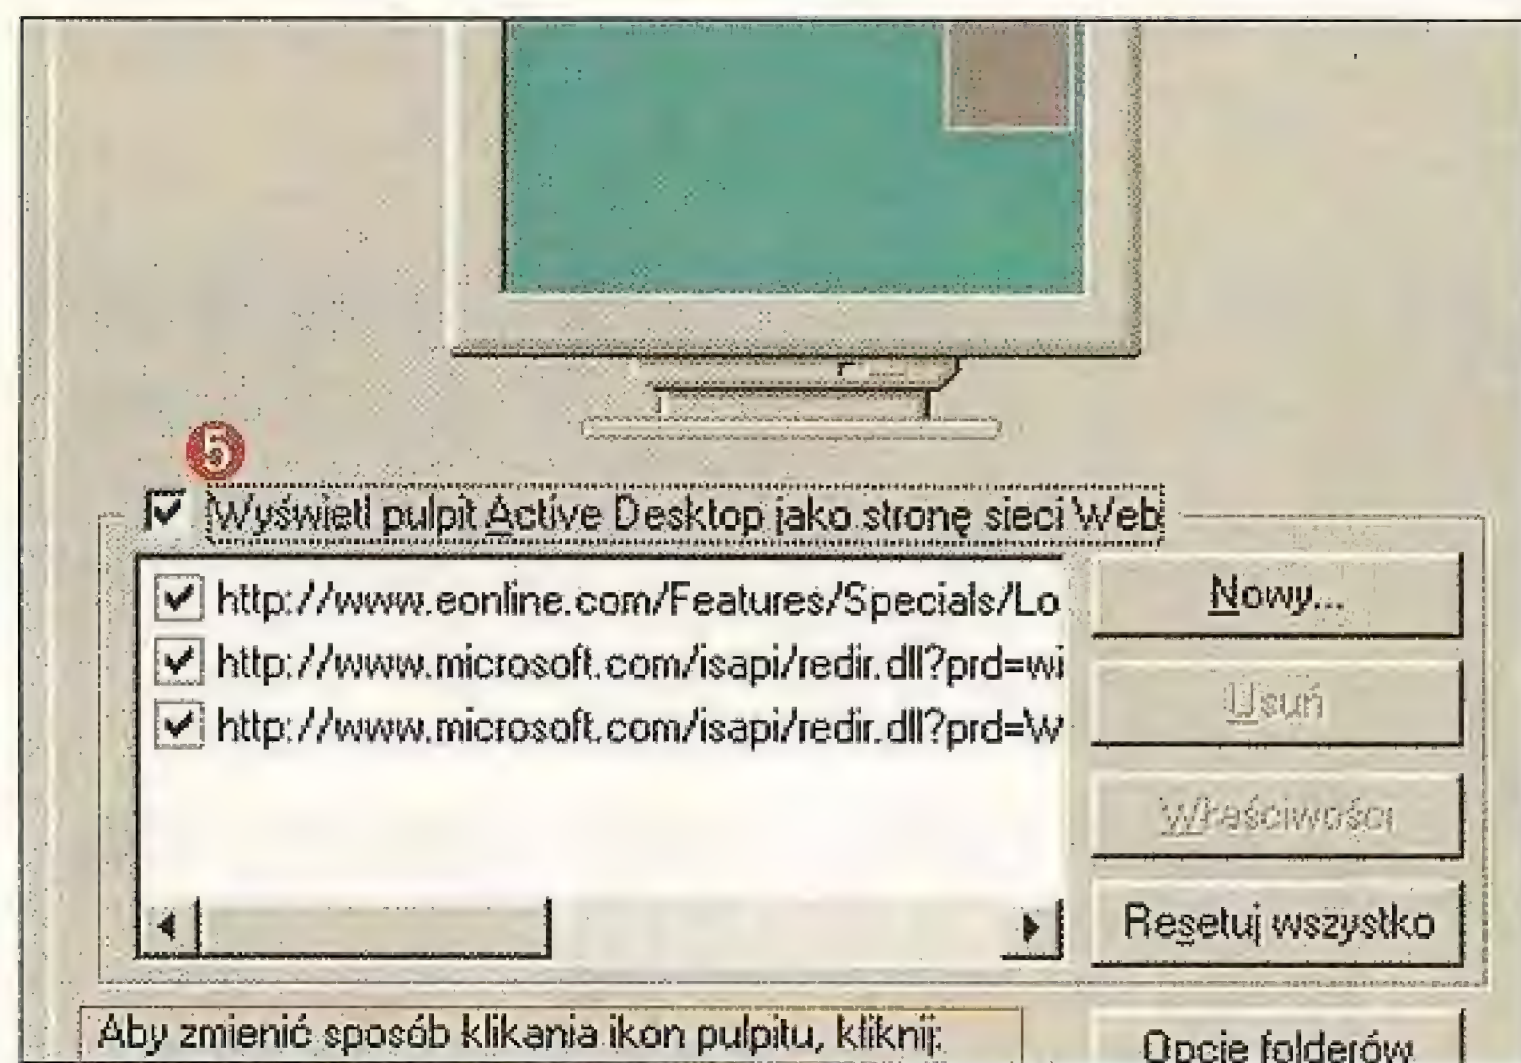 5
Wyświetl pulpit Active Desktop jako stronę sieci Web
http://www.eonline.com/Features/Specials/Lo
http://www.microsoft.com/isapi/redir.dll?prd=wi
http://www.microsoft.com/isapi/redir.dll?prd=W
Nowy...
Usuń
Właściwości
Resetuj wszystko
Aby zmienić sposób klikania ikon pulpitu, kliknij:
Opcje folderów